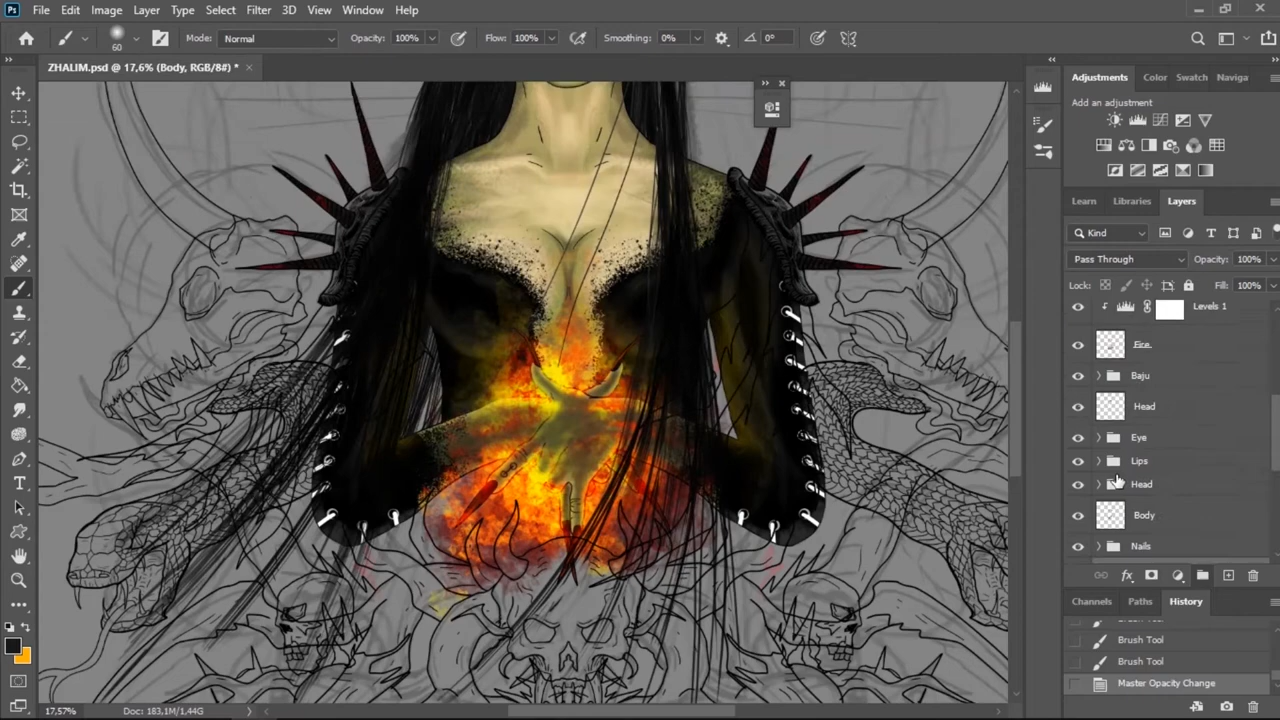 Ps File Edit Image Layer Type Select Filter 3D View Window Help
60 Mode: Normal Opacity: 100% Flow: 100% Smoothing: 0% 0°
ZHALIM.psd @ 17,6% (Body, RGB/8#) *
Adjustments Color Swatch Naviga
Add an adjustment
Learn Libraries Layers
Kind
Pass Through Opacity: 100%
Lock: Fill: 100%
Levels 1
Fire
Baju
Head
Eye
Lips
Head
Body
Nails
fx
Channels Paths History
Brush Tool
Brush Tool
Master Opacity Change
17,57% Doc: 183,1M/1,44G